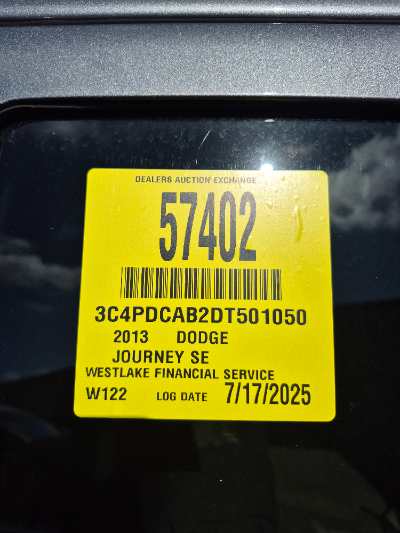 DEALERS AUCTION EXCHANGE
57402
3C4PDCAB2DT501050
2013 DODGE
JOURNEY SE
WESTLAKE FINANCIAL SERVICE
W122 LOG DATE 7/17/2025